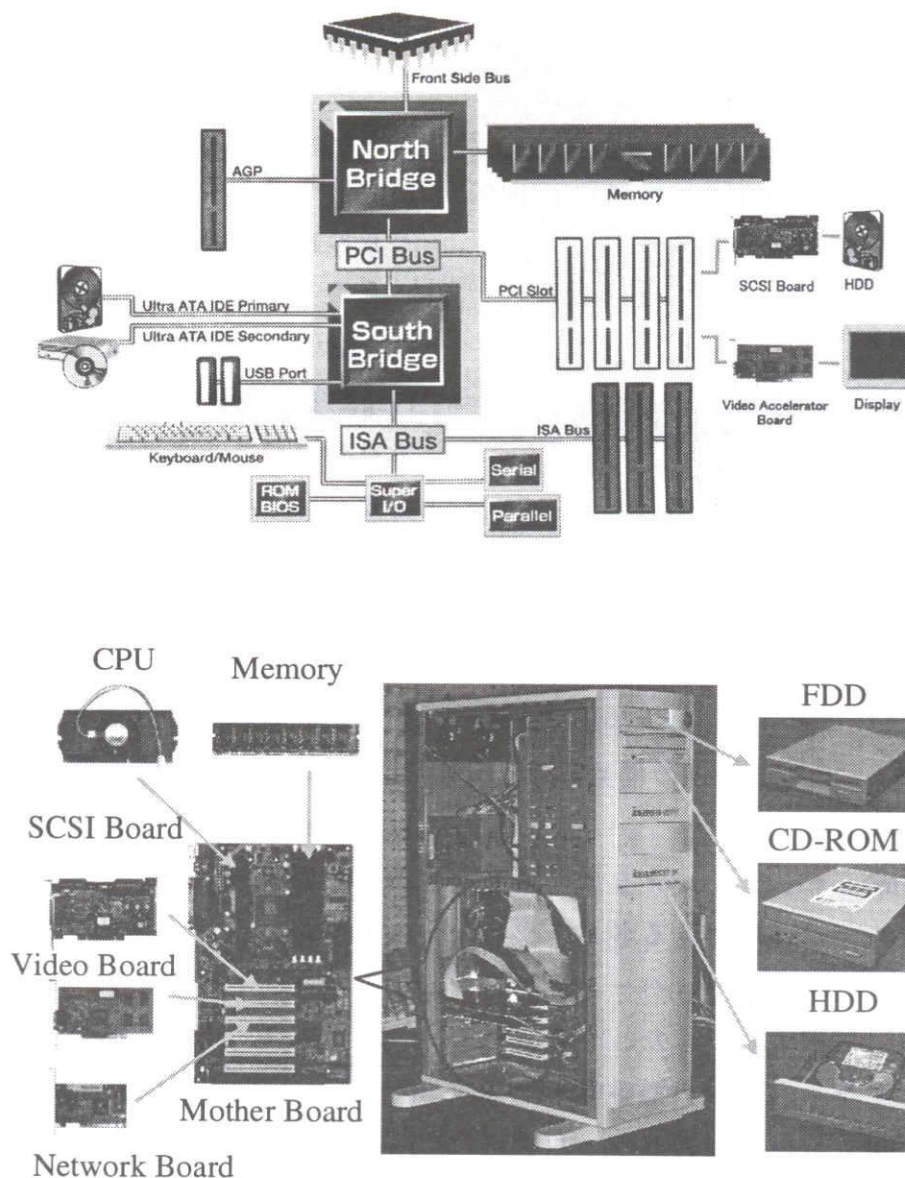 Front Side Bus
North
Bridge
AGP
Memory
PCI Bus
PCI Slot
SCSI Board
HDD
Ultra ATA IDE Primary
Ultra ATA IDE Secondary
South
Bridge
USB Port
Video Accelerator
Board
Display
ISA Bus
ISA Bus
Keyboard/Mouse
Serial
ROM
BIOS
Super
I/O
Parallel
CPU
Memory
FDD
SCSI Board
CD-ROM
Video Board
HDD
Mother Board
Network Board